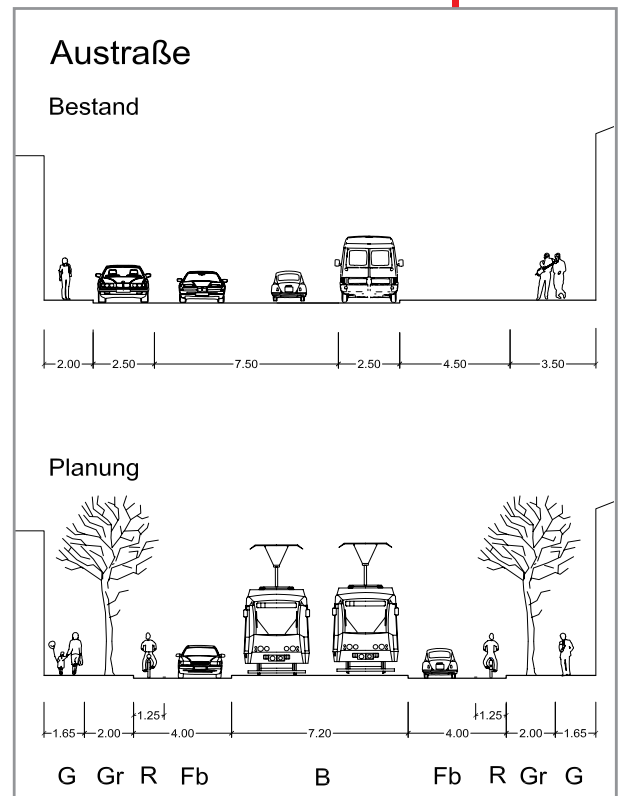 Austraße
Bestand
2.00 2.50 7.50 2.50 4.50 3.50
Planung
1.25 1.25
1.65 2.00 4.00 7.20 4.00 2.00 1.65
G Gr R Fb B Fb R Gr G